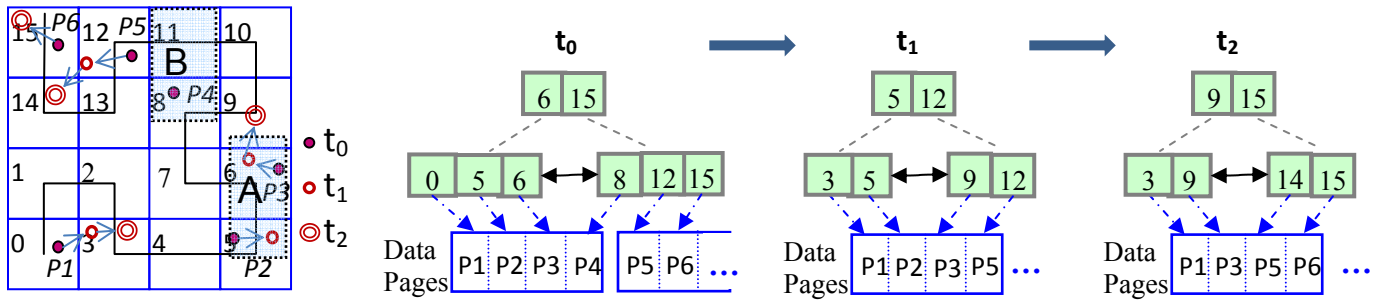 15 P6 12 P5 11 10
B
14 13 8 P4 9
t0
1 2 7 6
A P3
t1
0 3 4 5
t2
P1 P2
t0 t1 t2
6 15 5 12 9 15
0 5 6 8 12 15 3 5 9 12 3 9 14 15
Data
Pages
P1 P2 P3 P4 P5 P6 ...
Data
Pages
P1 P2 P3 P5 ...
Data
Pages
P1 P3 P5 P6 ...